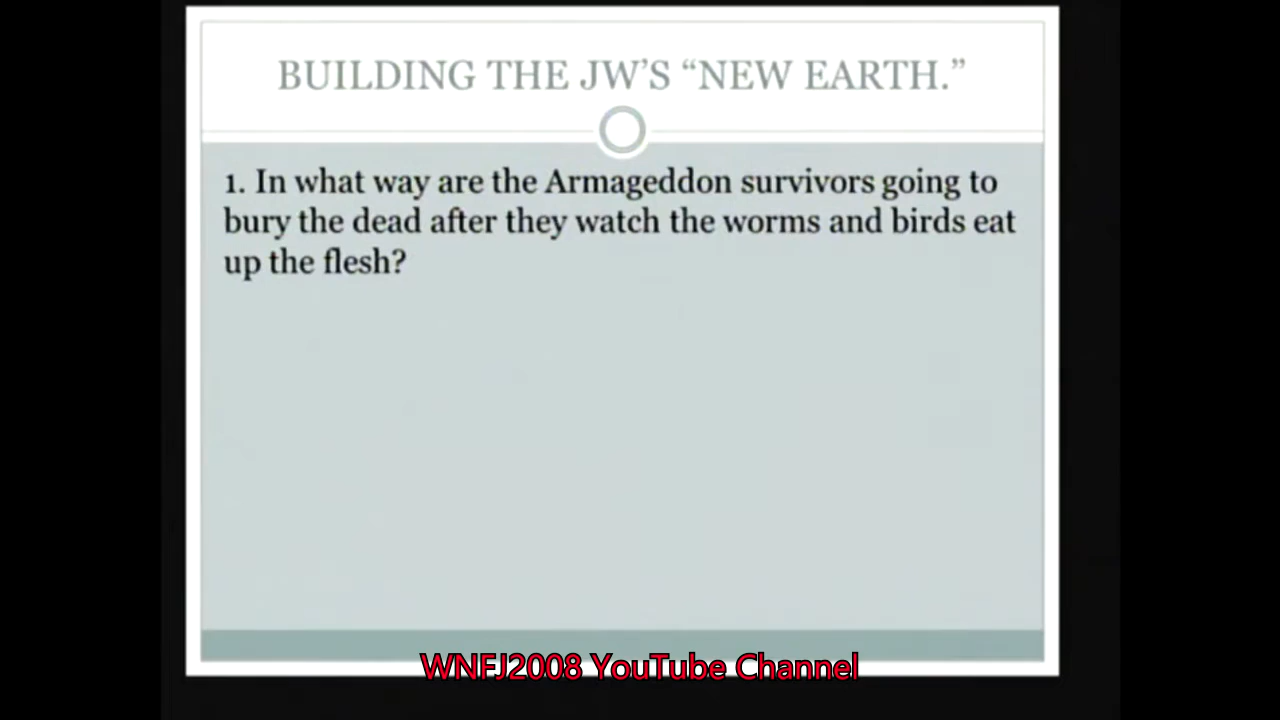 BUILDING THE JW'S “NEW EARTH.”
1. In what way are the Armageddon survivors going to
bury the dead after they watch the worms and birds eat
up the flesh?
WNFJ2008 YouTube Channel